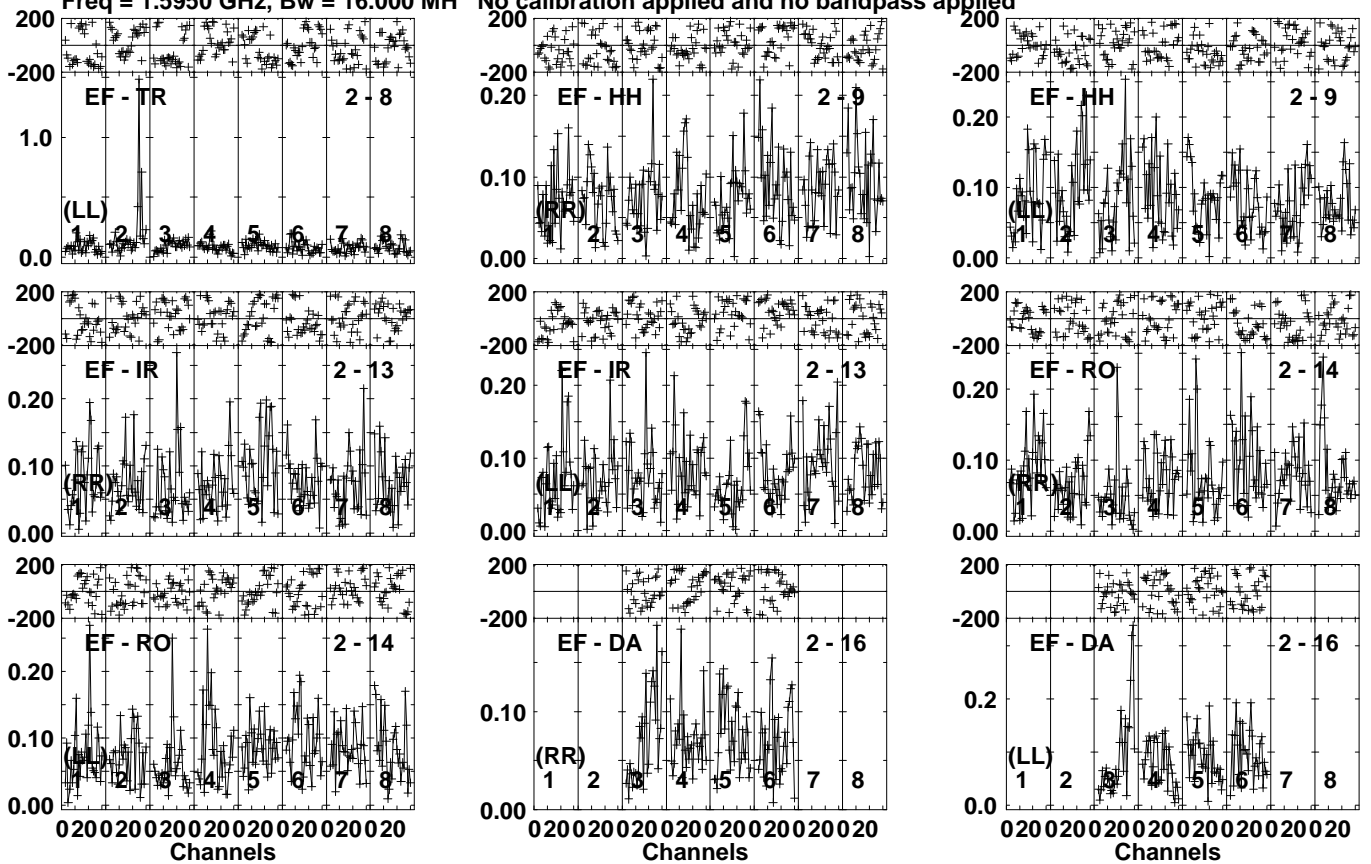 Freq = 1.5950 GHz, Bw = 16.000 MH No calibration applied and no bandpass applied
200
-200
EF - TR 2 - 8
1.0
0.0
(LL)
1 2 3 4 5 6 7 8
200
-200
EF - HH 2 - 9
0.20
0.10
0.00
(RR)
1 2 3 4 5 6 7 8
200
-200
EF - HH 2 - 9
0.20
0.10
0.00
(LL)
1 2 3 4 5 6 7 8
200
-200
EF - IR 2 - 13
0.20
0.10
0.00
(RR)
1 2 3 4 5 6 7 8
200
-200
EF - IR 2 - 13
0.20
0.10
0.00
(LL)
1 2 3 4 5 6 7 8
200
-200
EF - RO 2 - 14
0.20
0.10
0.00
(RR)
1 2 3 4 5 6 7 8
200
-200
EF - RO 2 - 14
0.20
0.10
0.00
(LL)
1 2 3 4 5 6 7 8
0 20 0 20 0 20 0 20 0 20 0 20 0 20 0 20
Channels
200
-200
EF - DA 2 - 16
0.10
0.00
(RR)
1 2 3 4 5 6 7 8
0 20 0 20 0 20 0 20 0 20 0 20 0 20 0 20
Channels
200
-200
EF - DA 2 - 16
0.2
0.0
(LL)
1 2 3 4 5 6 7 8
0 20 0 20 0 20 0 20 0 20 0 20 0 20 0 20
Channels